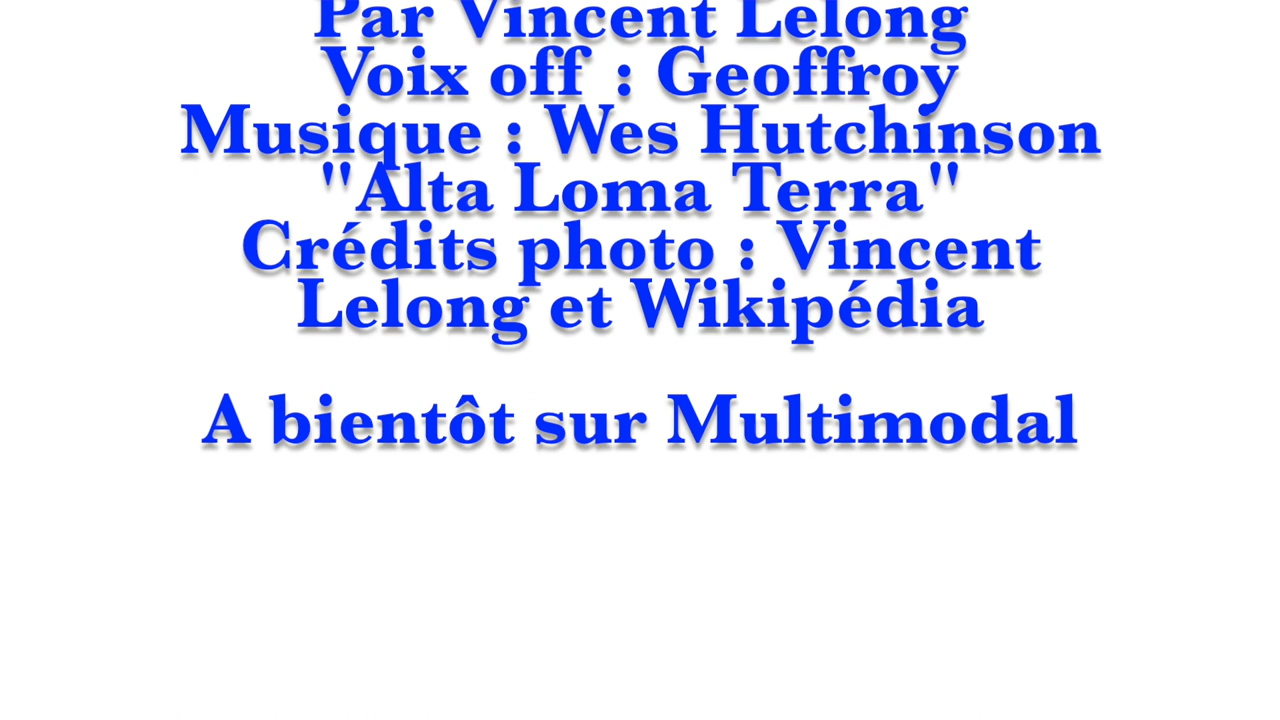 Par Vincent Lelong
Voix off : Geoffroy
Musique : Wes Hutchinson
"Alta Loma Terra"
Crédits photo : Vincent
Lelong et Wikipédia
A bientôt sur Multimodal